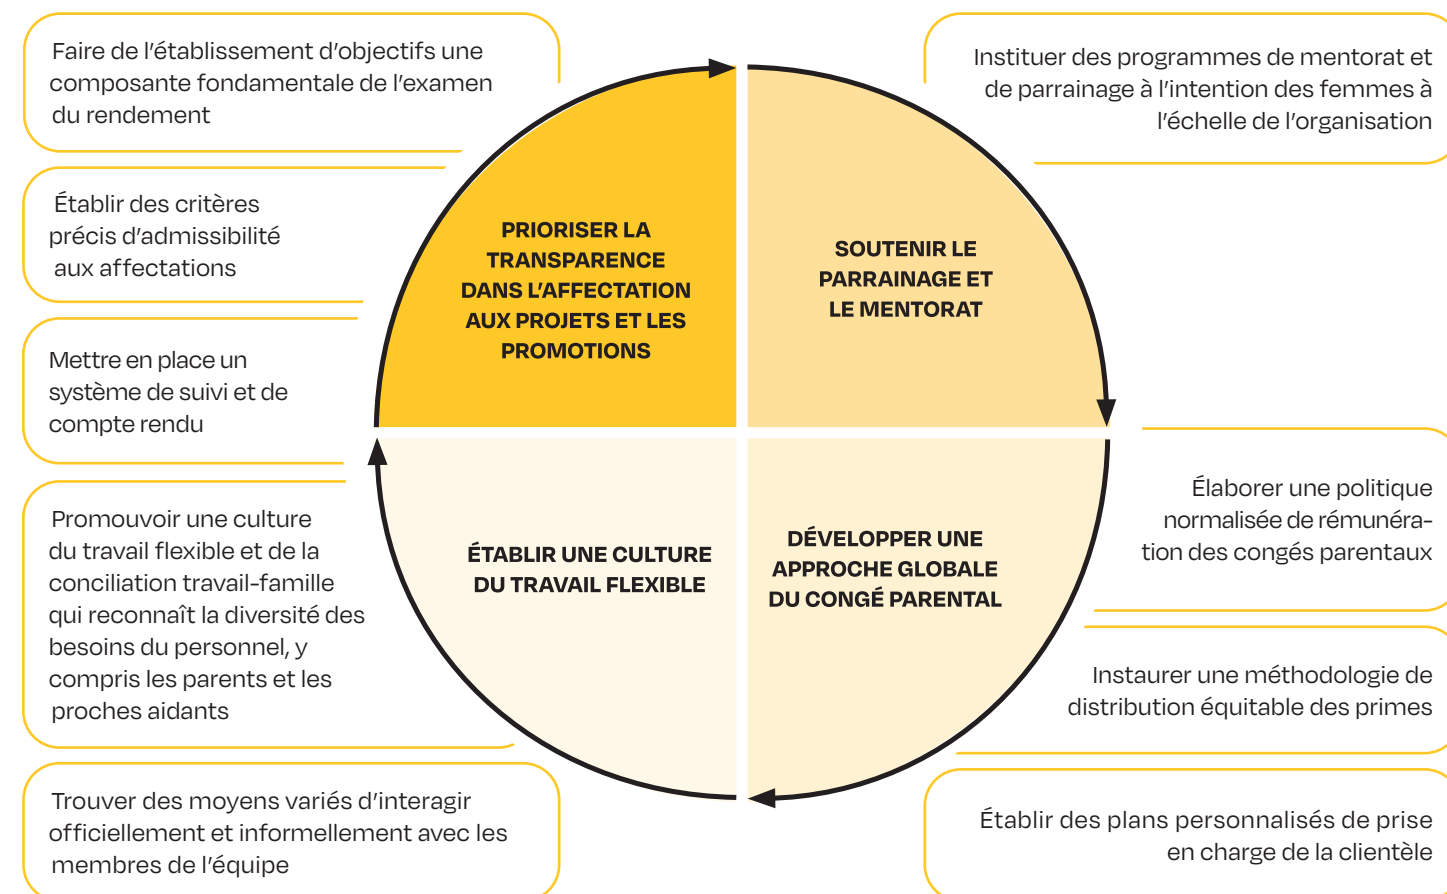 Faire de l'établissement d'objectifs une
composante fondamentale de l'examen
du rendement
Établir des critères
précis d'admissibilité
aux affectations
Mettre en place un
système de suivi et de
compte rendu
Promouvoir une culture
du travail flexible et de la
conciliation travail-famille
qui reconnaît la diversité des
besoins du personnel, y
compris les parents et les
proches aidants
Trouver des moyens variés d'interagir
officiellement et informellement avec les
membres de l'équipe
PRIORISER LA
TRANSPARENCE
DANS L'AFFECTATION
AUX PROJETS ET LES
PROMOTIONS
SOUTENIR LE
PARRAINAGE ET
LE MENTORAT
ÉTABLIR UNE CULTURE
DU TRAVAIL FLEXIBLE
DÉVELOPPER UNE
APPROCHE GLOBALE
DU CONGÉ PARENTAL
Instituer des programmes de mentorat et
de parrainage à l'intention des femmes à
l'échelle de l'organisation
Élaborer une politique
normalisée de rémunéra-
tion des congés parentaux
Instaurer une méthodologie de
distribution équitable des primes
Établir des plans personnalisés de prise
en charge de la clientèle